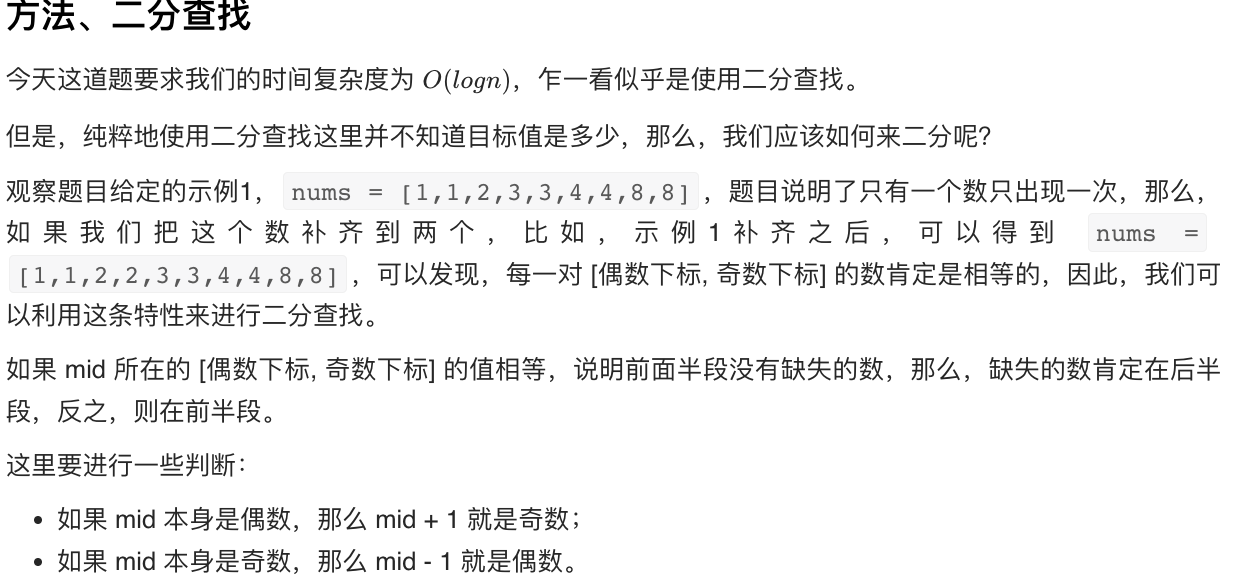 方法、二分查找
今天这道题要求我们的时间复杂度为 O(logn)，乍一看似乎是使用二分查找。
但是，纯粹地使用二分查找这里并不知道目标值是多少，那么，我们应该如何来二分呢？
观察题目给定的示例1， nums = [1,1,2,3,3,4,4,8,8] ，题目说明了只有一个数只出现一次，那么，
如果我们把这个数补齐到两个，比如，示例1补齐之后，可以得到 nums =
[1,1,2,2,3,3,4,4,8,8] ，可以发现，每一对 [偶数下标, 奇数下标] 的数肯定是相等的，因此，我们可
以利用这条特性来进行二分查找。
如果 mid 所在的 [偶数下标, 奇数下标] 的值相等，说明前面半段没有缺失的数，那么，缺失的数肯定在后半
段，反之，则在前半段。
这里要进行一些判断：
• 如果 mid 本身是偶数，那么 mid + 1 就是奇数；
• 如果 mid 本身是奇数，那么 mid - 1 就是偶数。